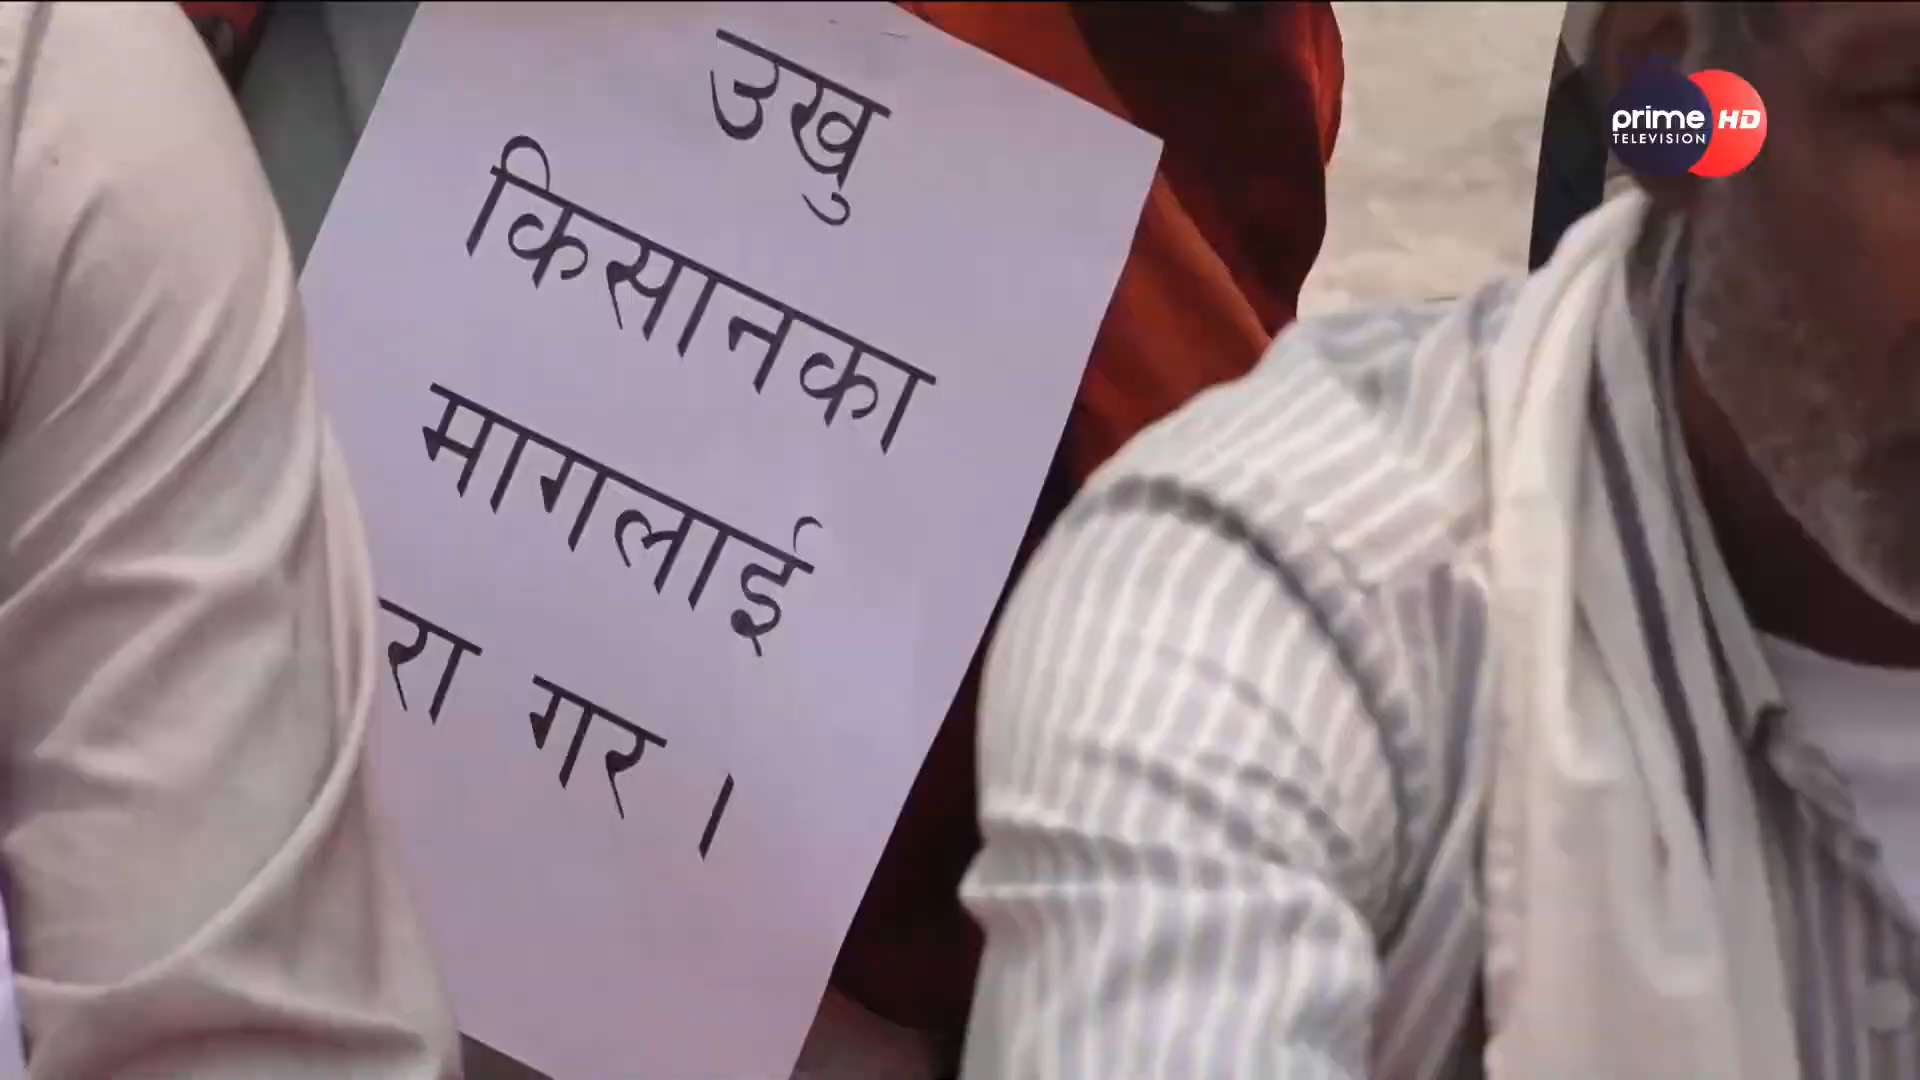 उखु
किसानका
मागलाई
रा गर ।
prime HD
TELEVISION